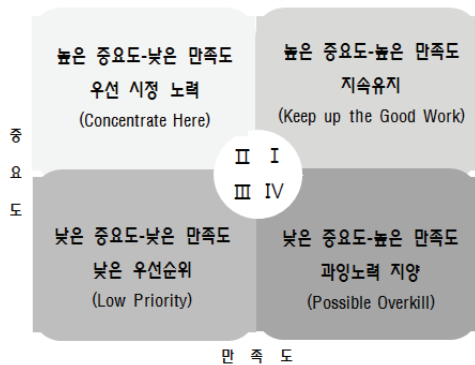 높은 중요도-낮은 만족도
우선 시정 노력
(Concentrate Here)
높은 중요도-높은 만족도
지속유지
(Keep up the Good Work)
중
요
도
Ⅱ Ⅰ
Ⅲ Ⅳ
낮은 중요도-낮은 만족도
낮은 우선순위
(Low Priority)
낮은 중요도-높은 만족도
과잉노력 지양
(Possible Overkill)
만 족 도